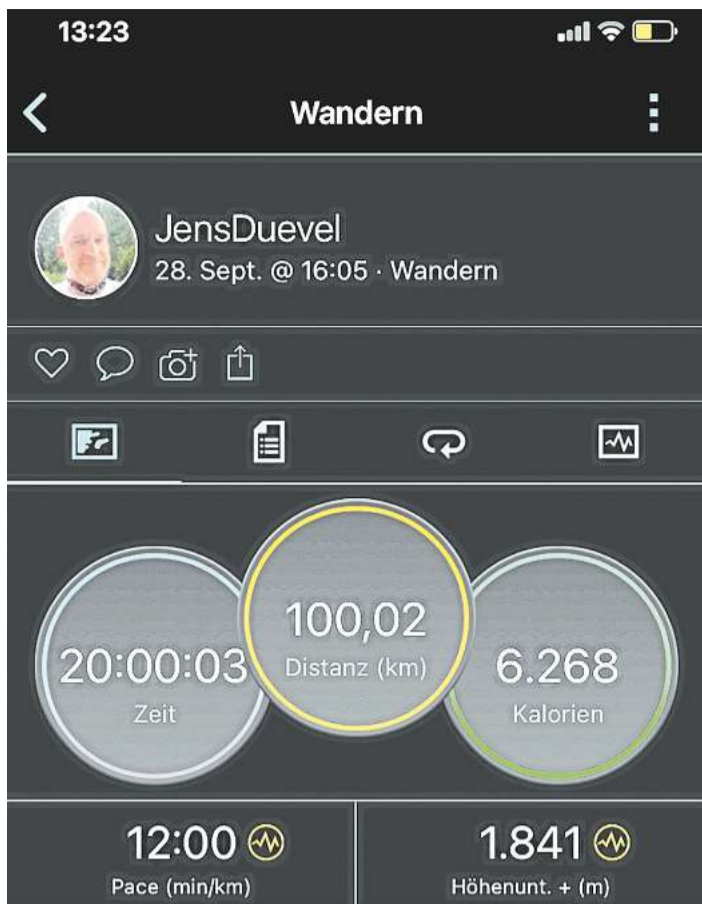 13:23
Wandern
JensDuevel
28. Sept. @ 16:05 · Wandern
100,02
Distanz (km)
20:00:03
Zeit
6.268
Kalorien
12:00
Pace (min/km)
1.841
Höhenunt. + (m)